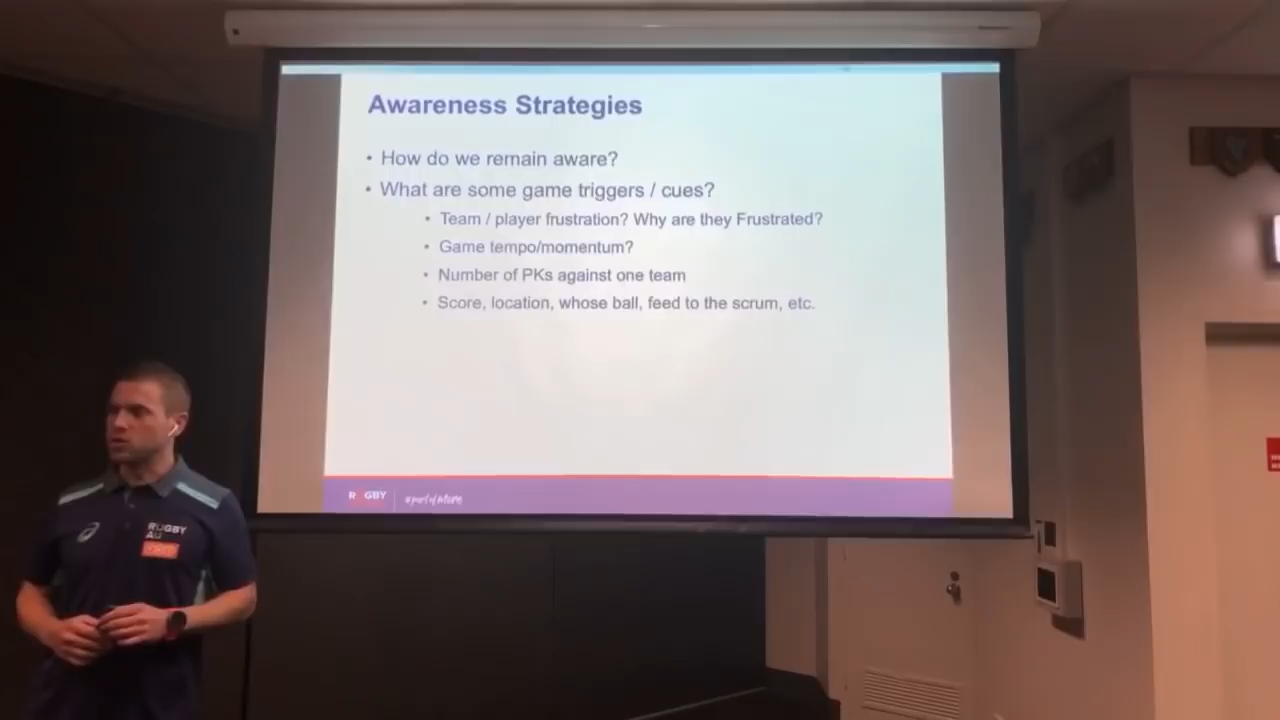 Awareness Strategies
• How do we remain aware?
• What are some game triggers / cues?
• Team / player frustration? Why are they Frustrated?
• Game tempo/momentum?
• Number of PKs against one team
• Score, location, whose ball, feed to the scrum, etc.
RUGBY
#partofmore
RUGBY
AU